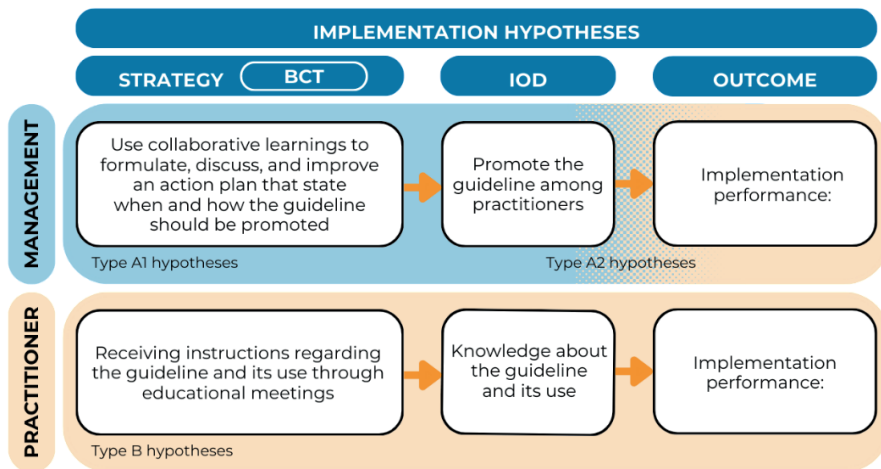 IMPLEMENTATION HYPOTHESES
STRATEGY BCT IOD OUTCOME
MANAGEMENT
Use collaborative learnings to
formulate, discuss, and improve
an action plan that state
when and how the guideline
should be promoted
Promote the
guideline among
practitioners
Implementation
performance:
Type A1 hypotheses
Type A2 hypotheses
PRACTITIONER
Receiving instructions regarding
the guideline and its use through
educational meetings
Knowledge about
the guideline
and its use
Implementation
performance:
Type B hypotheses